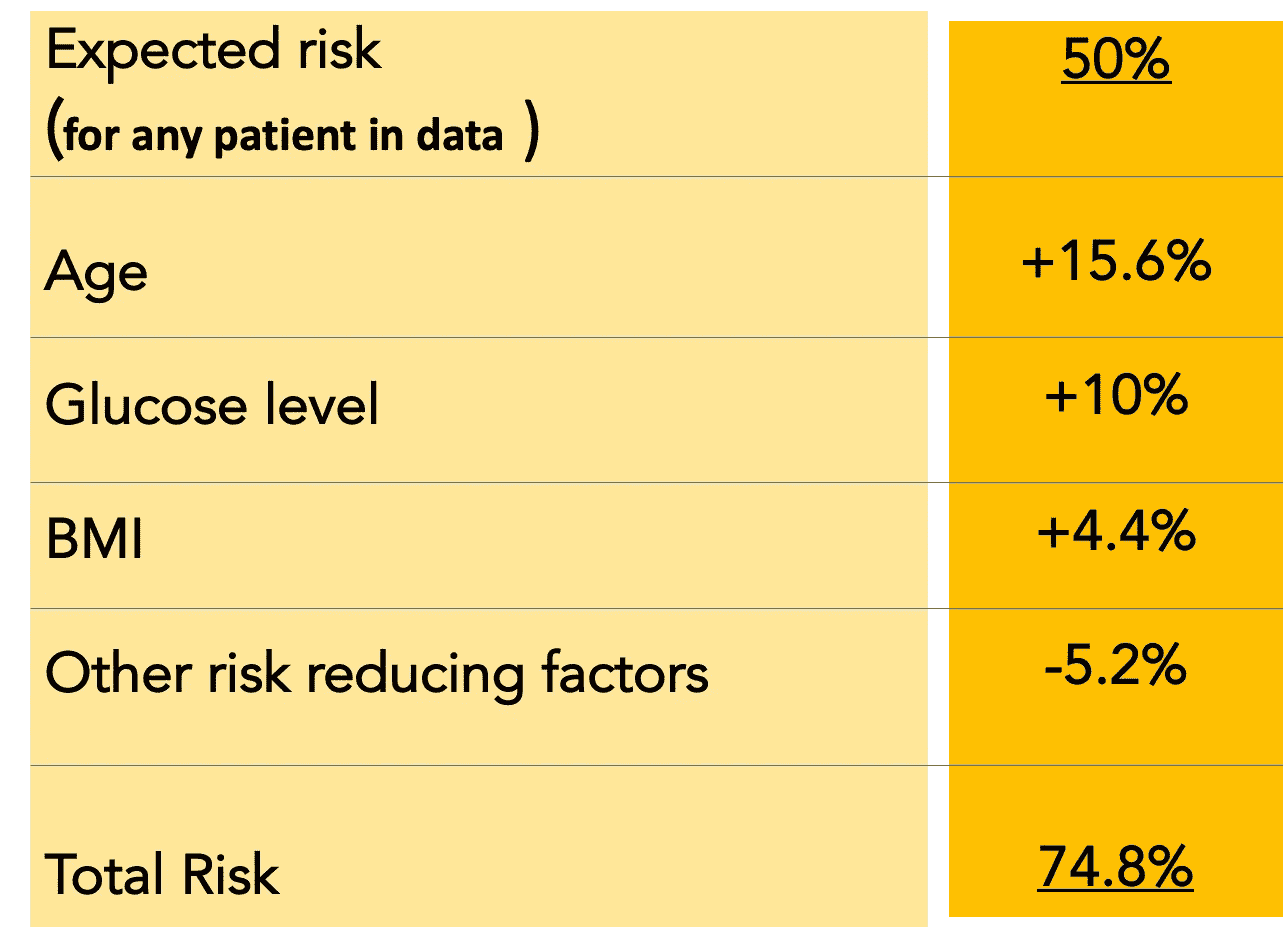 Expected risk
50%
(for any patient in data )
Age
+15.6%
Glucose level
+10%
BMI
+4.4%
Other risk reducing factors
-5.2%
Total Risk
74.8%